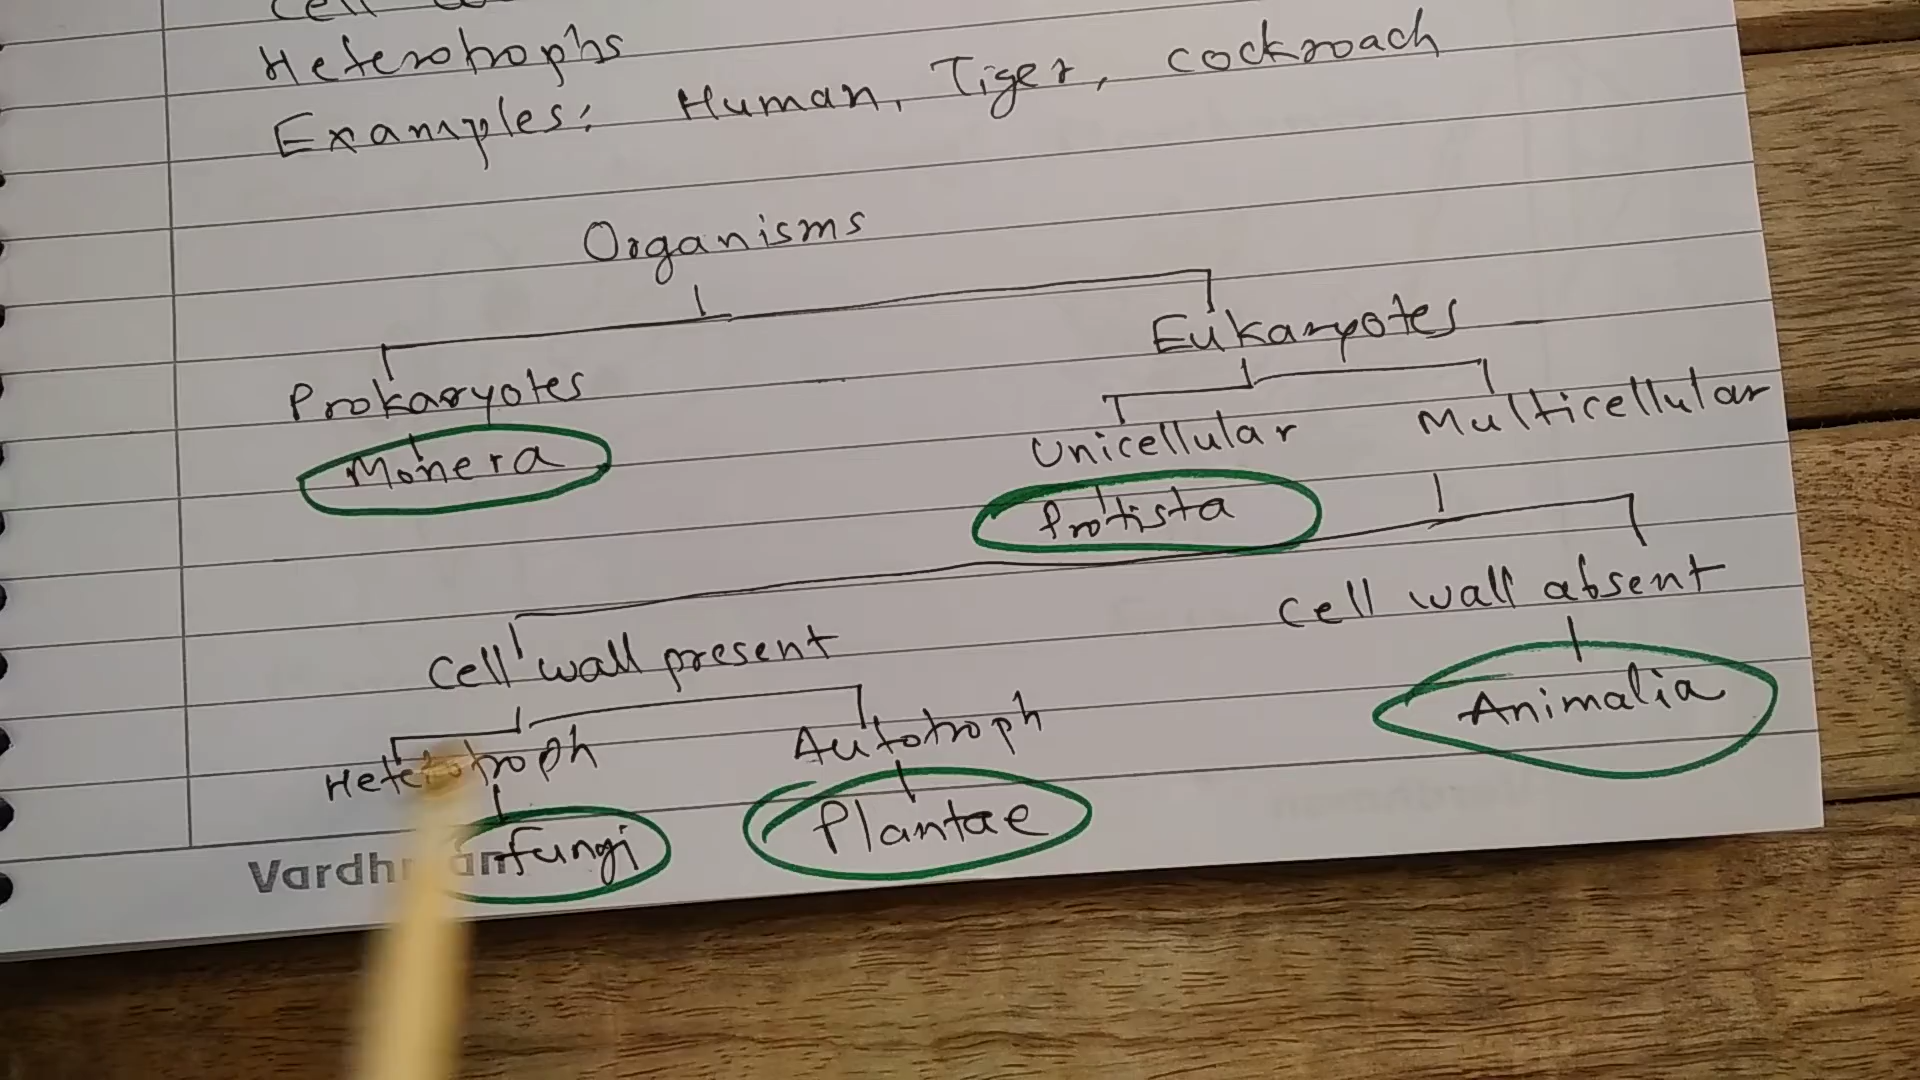 Cell
Heterotrophs
Examples: Human, Tiger, cockroach
Organisms
Prokaryotes
Eukaryotes
Monera
Unicellular
Multicellular
Protista
Cell wall present
Cell wall absent
Heterotroph
Autotroph
Animalia
Fungi
Plantae